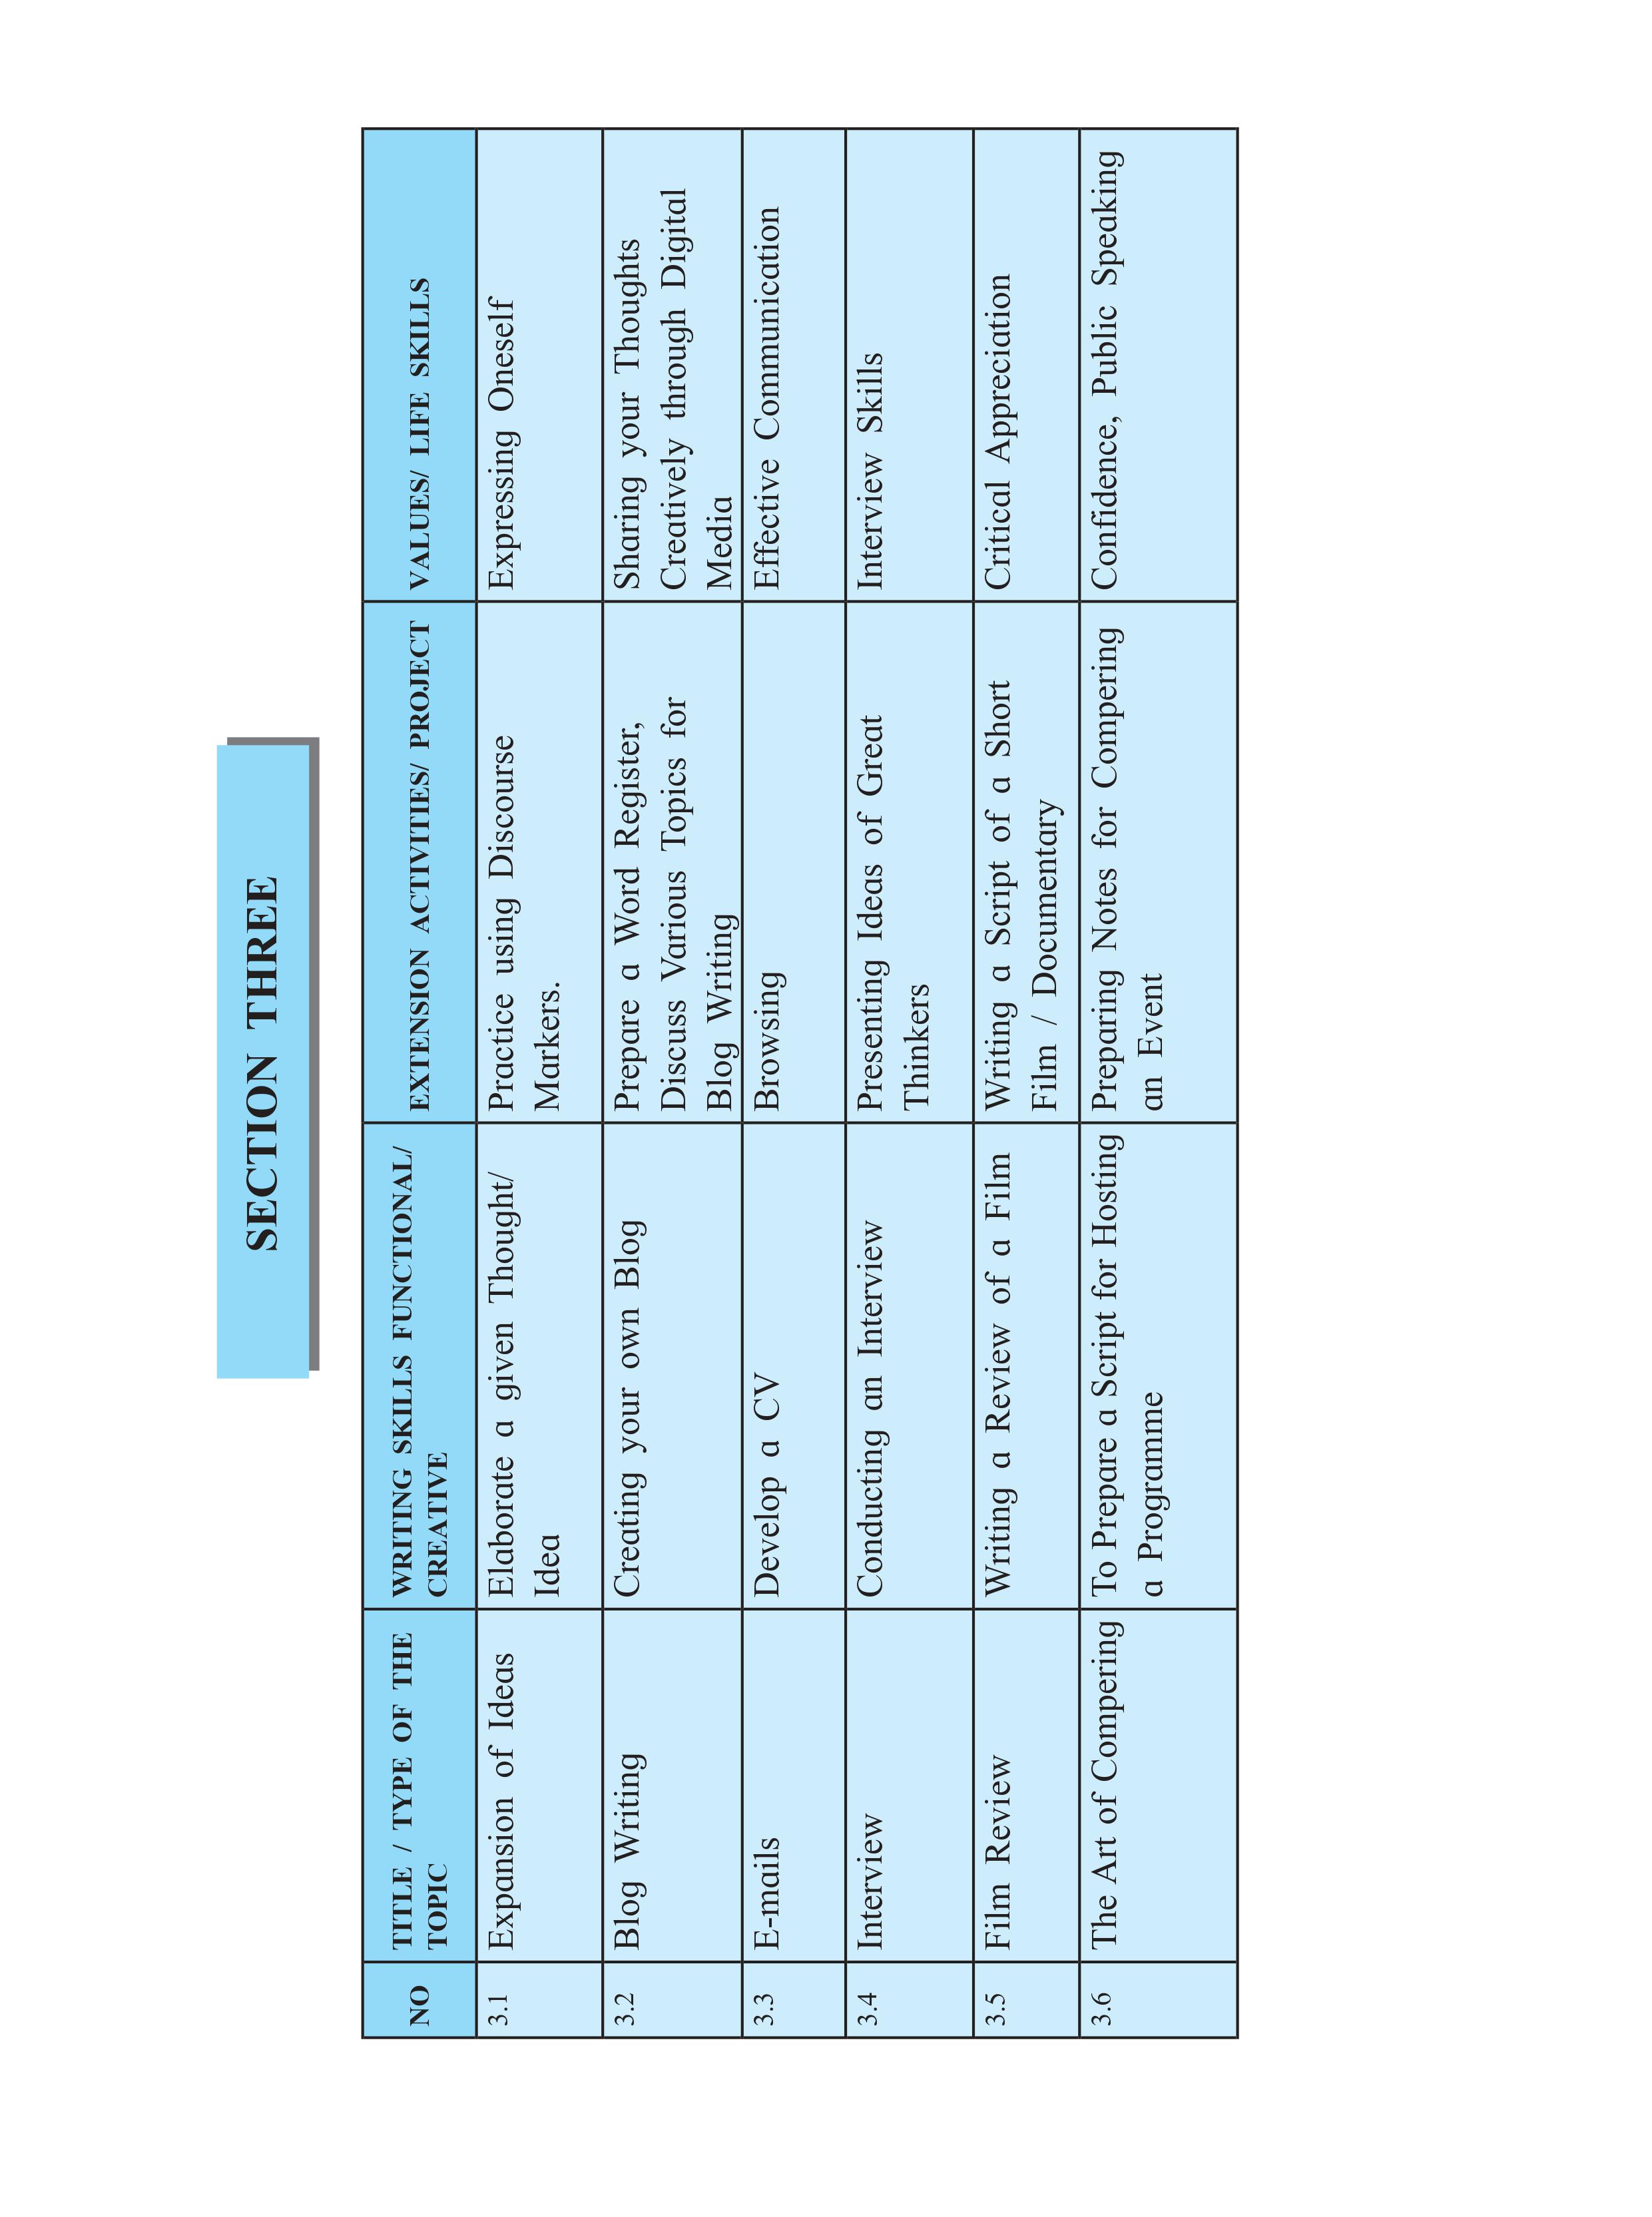 SECTION THREE
NO
TITLE / TYPE OF THE
TOPIC
WRITING SKILLS FUNCTIONAL/
CREATIVE
EXTENSION ACTIVITIES/ PROJECT
VALUES/ LIFE SKILLS
3.1
Expansion of Ideas
Elaborate a given Thought/
Idea
Practice using Discourse
Markers.
Expressing Oneself
3.2
Blog Writing
Creating your own Blog
Prepare a Word Register,
Discuss Various Topics for
Blog Writing
Sharing your Thoughts
Creatively through Digital
Media
3.3
E-mails
Develop a CV
Browsing
Effective Communication
3.4
Interview
Conducting an Interview
Presenting Ideas of Great
Thinkers
Interview Skills
3.5
Film Review
Writing a Review of a Film
Writing a Script of a Short
Film / Documentary
Critical Appreciation
3.6
The Art of Compering
To Prepare a Script for Hosting
a Programme
Preparing Notes for Compering
an Event
Confidence, Public Speaking